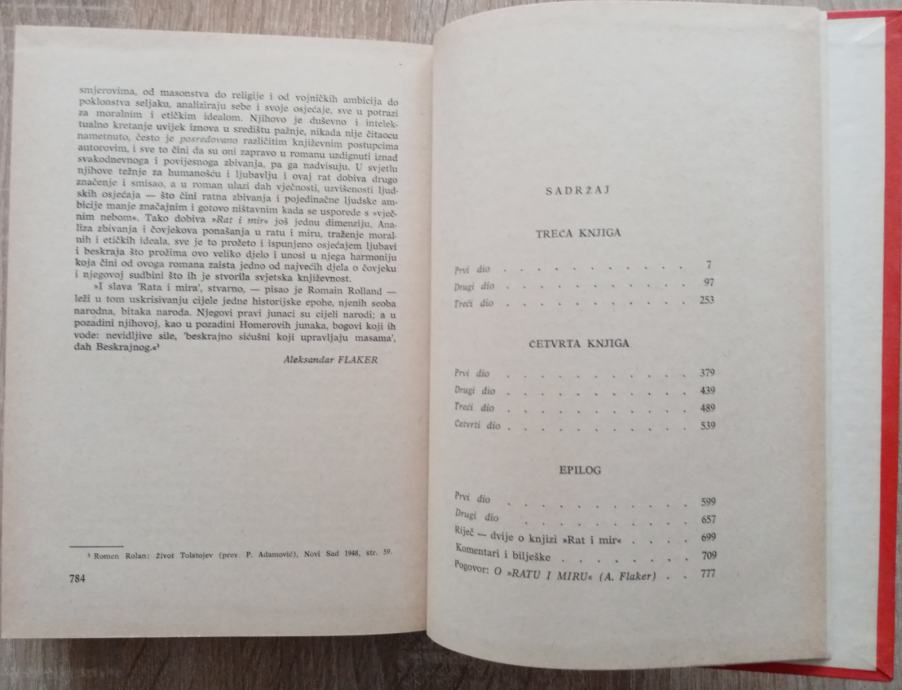 smjerovima, od masonstva do religije i od vojničkih ambicija do
poklonstva seljaku, analiziraju sebe i svoje osjećaje, sve u potrazi
za moralnim i etičkim idealom. Njihovo je duševno i intelek-
tualno kretanje uvijek iznova u središtu pažnje, nikada nije čitaocu
nametnuto, često je posredovano različitim književnim postupcima
autorovim, i sve to čini da su oni zapravo u romanu uzdignuti iznad
svakodnevnoga i povijesnoga zbivanja, pa ga nadvisuju. U svjetlu
njihove težnje za humanošću i ljubavlju i ovaj rat dobiva drugo
značenje i smisao, a u roman ulazi dah vječnosti, uzvišenosti ljud-
skih osjećaja — što čini ratna zbivanja i pojedinačne ljudske am-
bicije manje značajnim i gotovo ništavnim kada se usporede s »vječ-
nim nebom«. Tako dobiva »Rat i mir« još jednu dimenziju. Ana-
liza zbivanja i čovjekova ponašanja u ratu i miru, traženje moral-
nih i etičkih ideala, sve je to prožeto i ispunjeno osjećajem ljubavi
i beskraja što prožima ovo veliko djelo i unosi u njega harmoniju
koja čini od ovoga romana zaista jedno od najvećih djela o čovjeku
i njegovoj sudbini što ih je stvorila svjetska književnost.
»I slava 'Rata i mira', stvarno, — pisao je Romain Rolland —
leži u tom uskrisivanju cijele jedne historijske epohe, njenih seoba
narodna, bitaka naroda. Njegovi pravi junaci su cijeli narodi; a u
pozadini njihovoj, kao u pozadini Homerovih junaka, bogovi koji ih
vode: nevidljive sile, 'beskrajno sićušni koji upravljaju masama',
dah Beskrajnog.«³
Aleksandar FLAKER
³ Romen Rolan: Život Tolstojev (prev. P. Adamović), Novi Sad 1948, str. 59.
784
SADRŽAJ
TREĆA KNJIGA
Prvi dio . . . . . . . . . . . 7
Drugi dio . . . . . . . . . . . 97
Treći dio . . . . . . . . . . . 253
ČETVRTA KNJIGA
Prvi dio . . . . . . . . . . . 379
Drugi dio . . . . . . . . . . . 439
Treći dio . . . . . . . . . . . 489
Četvrti dio . . . . . . . . . . . 539
EPILOG
Prvi dio . . . . . . . . . . . 599
Drugi dio . . . . . . . . . . 657
Riječ — dvije o knjizi »Rat i mir« . . . . 699
Komentari i bilješke . . . . . . . . 709
Pogovor: O »RATU I MIRU« (A. Flaker) . . 777